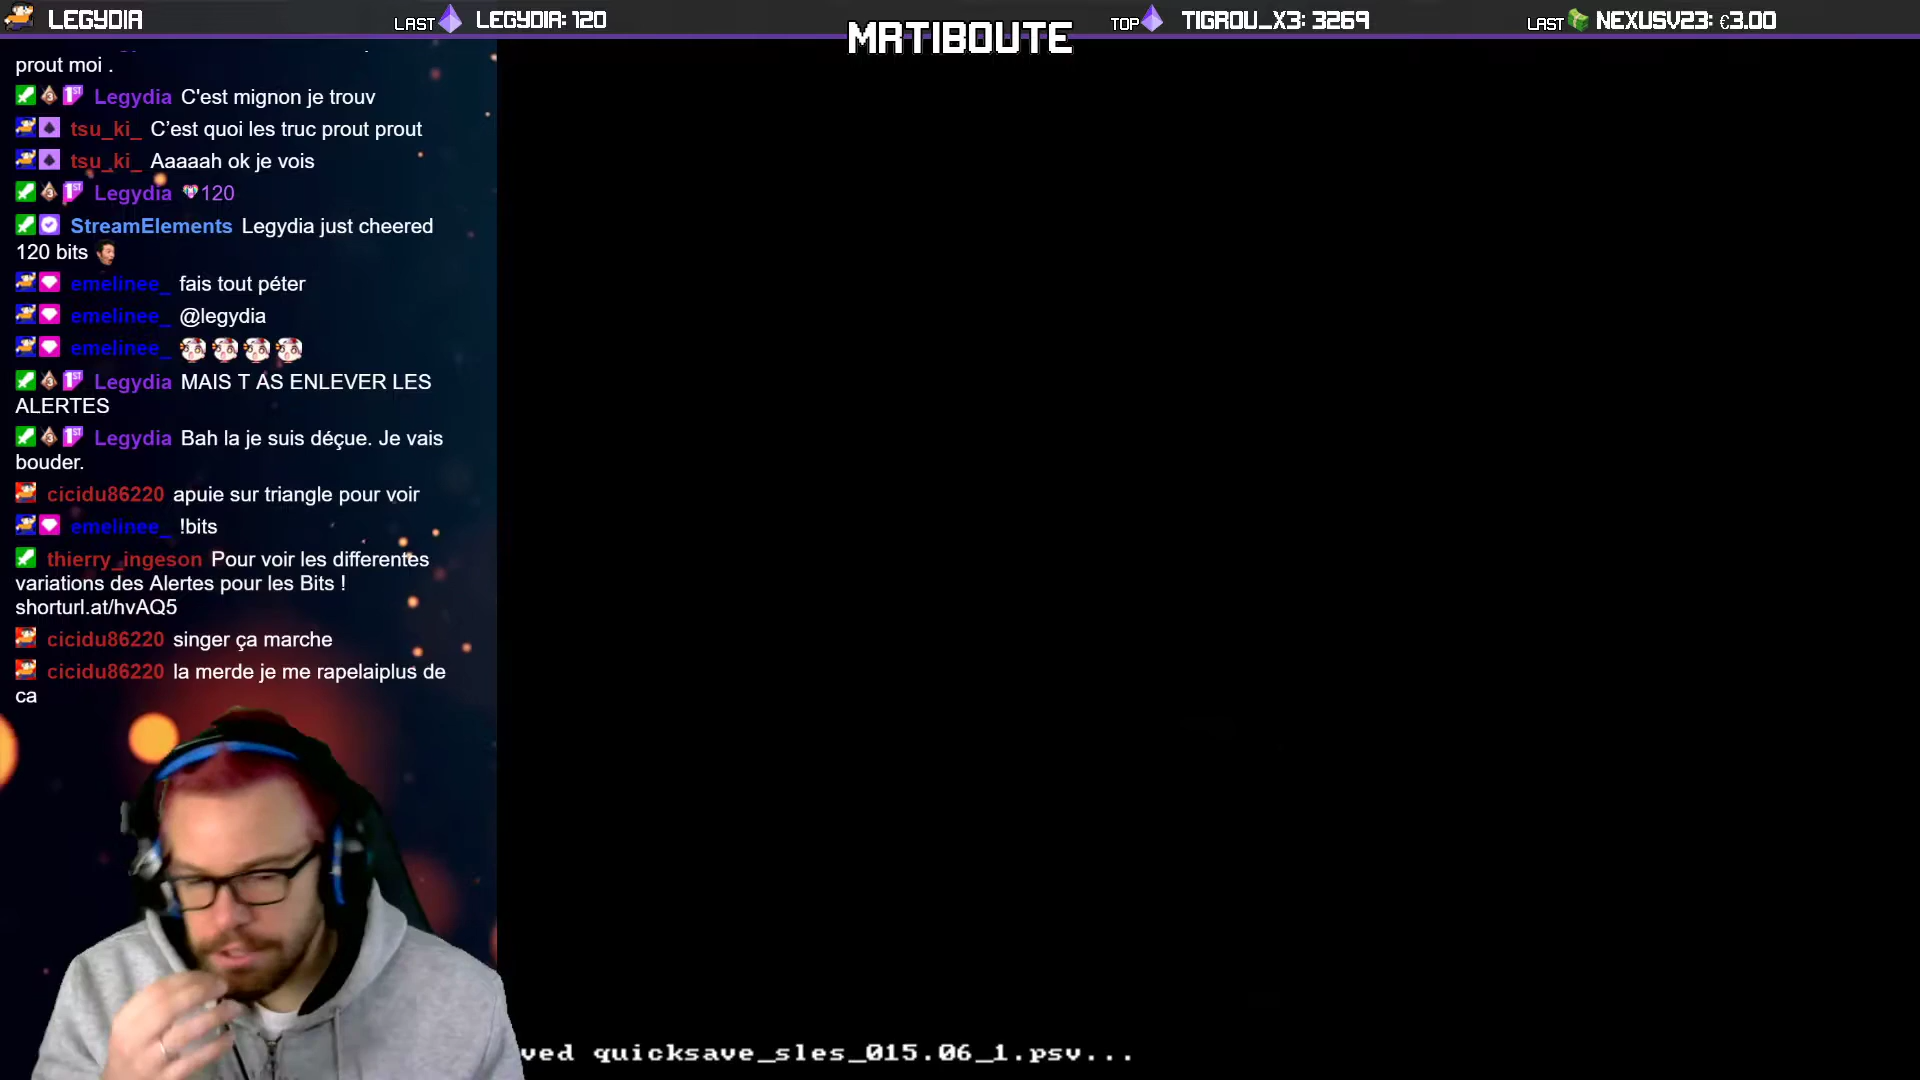 LEGYDIA
LAST LEGYDIA: 120
MRTIBOUTE
TOP TIGROU_X3: 3269
LAST NEXUSV23: €3.00
prout moi .
Legydia C'est mignon je trouv
tsu_ki_ C’est quoi les truc prout prout
tsu_ki_ Aaaaah ok je vois
Legydia 120
StreamElements Legydia just cheered
120 bits
emelinee_ fais tout péter
emelinee_ @legydia
emelinee_
Legydia MAIS T AS ENLEVER LES
ALERTES
Legydia Bah la je suis déçue. Je vais
bouder.
cicidu86220 apuie sur triangle pour voir
emelinee_ !bits
thierry_ingeson Pour voir les differentes
variations des Alertes pour les Bits !
shorturl.at/hvAQ5
cicidu86220 singer ça marche
cicidu86220 la merde je me rapelaiplus de
ca
ved quicksave_sles_015.06_1.psv...